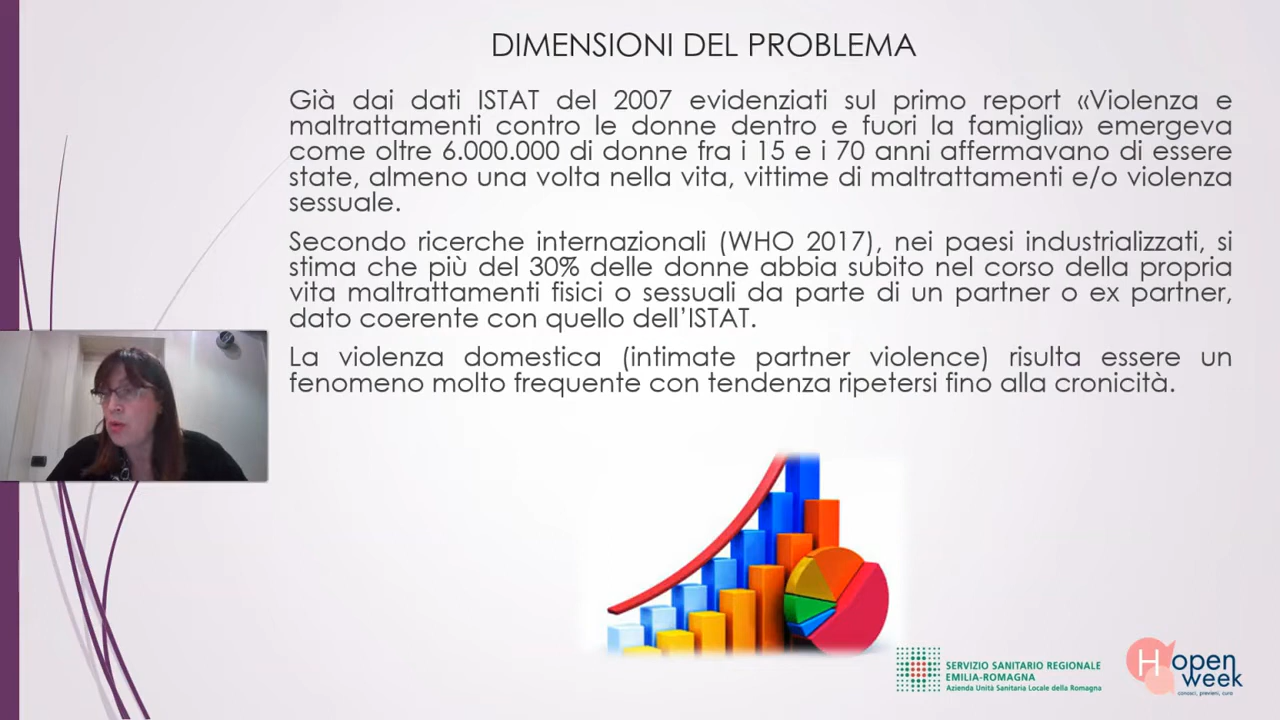 DIMENSIONI DEL PROBLEMA
Già dai dati ISTAT del 2007 evidenziati sul primo report «Violenza e
maltrattamenti contro le donne dentro e fuori la famiglia» emergeva
come oltre 6.000.000 di donne fra i 15 e i 70 anni affermavano di essere
state, almeno una volta nella vita, vittime di maltrattamenti e/o violenza
sessuale.
Secondo ricerche internazionali (WHO 2017), nei paesi industrializzati, si
stima che più del 30% delle donne abbia subito nel corso della propria
vita maltrattamenti fisici o sessuali da parte di un partner o ex partner,
dato coerente con quello dell'ISTAT.
La violenza domestica (intimate partner violence) risulta essere un
fenomeno molto frequente con tendenza ripetersi fino alla cronicità.
SERVIZIO SANITARIO REGIONALE
EMILIA-ROMAGNA
Azienda Unità Sanitaria Locale della Romagna
H open
week
conosci, previeni, cura